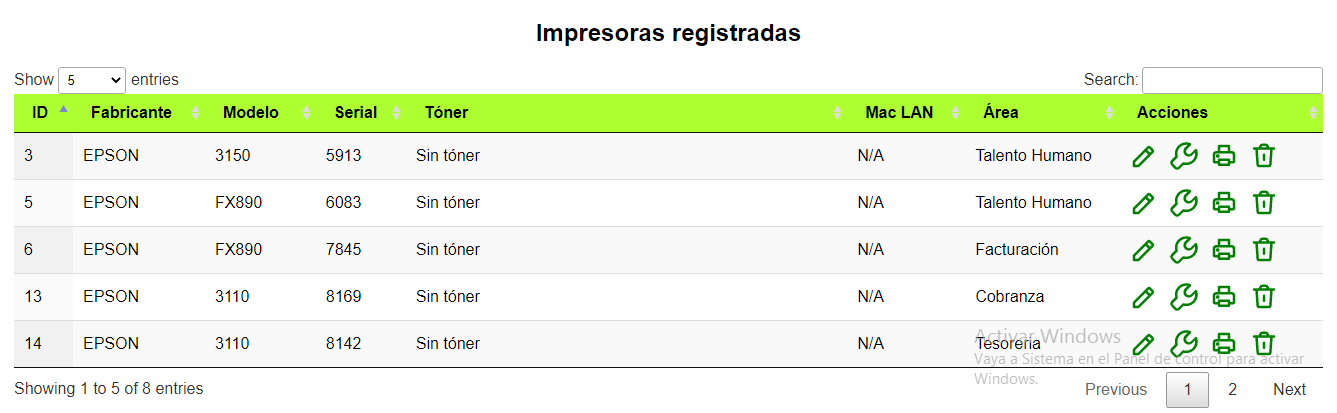 Impresoras registradas
Show 5 entries Search:
ID Fabricante Modelo Serial Tóner Mac LAN Área Acciones
3 EPSON 3150 5913 Sin tóner N/A Talento Humano
5 EPSON FX890 6083 Sin tóner N/A Talento Humano
6 EPSON FX890 7845 Sin tóner N/A Facturación
13 EPSON 3110 8169 Sin tóner N/A Cobranza
Activar Windows
14 EPSON 3110 8142 Sin tóner N/A Tesoreria
Vaya a Sistema en el Panel de control para activar
Windows.
Showing 1 to 5 of 8 entries Previous 1 2 Next